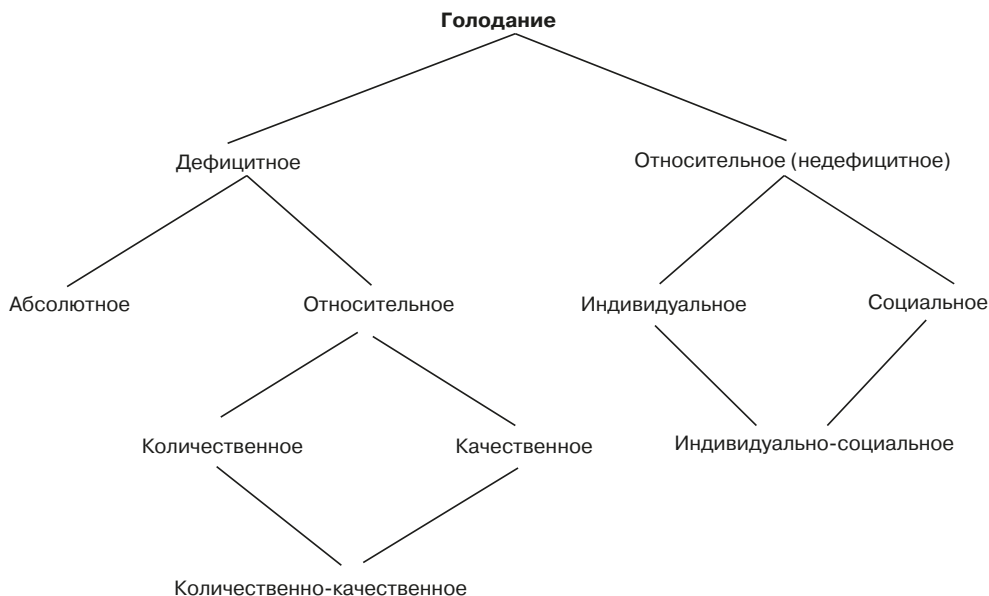 Голодание
Дефицитное
Относительное (недефицитное)
Абсолютное
Относительное
Индивидуальное
Социальное
Количественное
Качественное
Индивидуально-социальное
Количественно-качественное